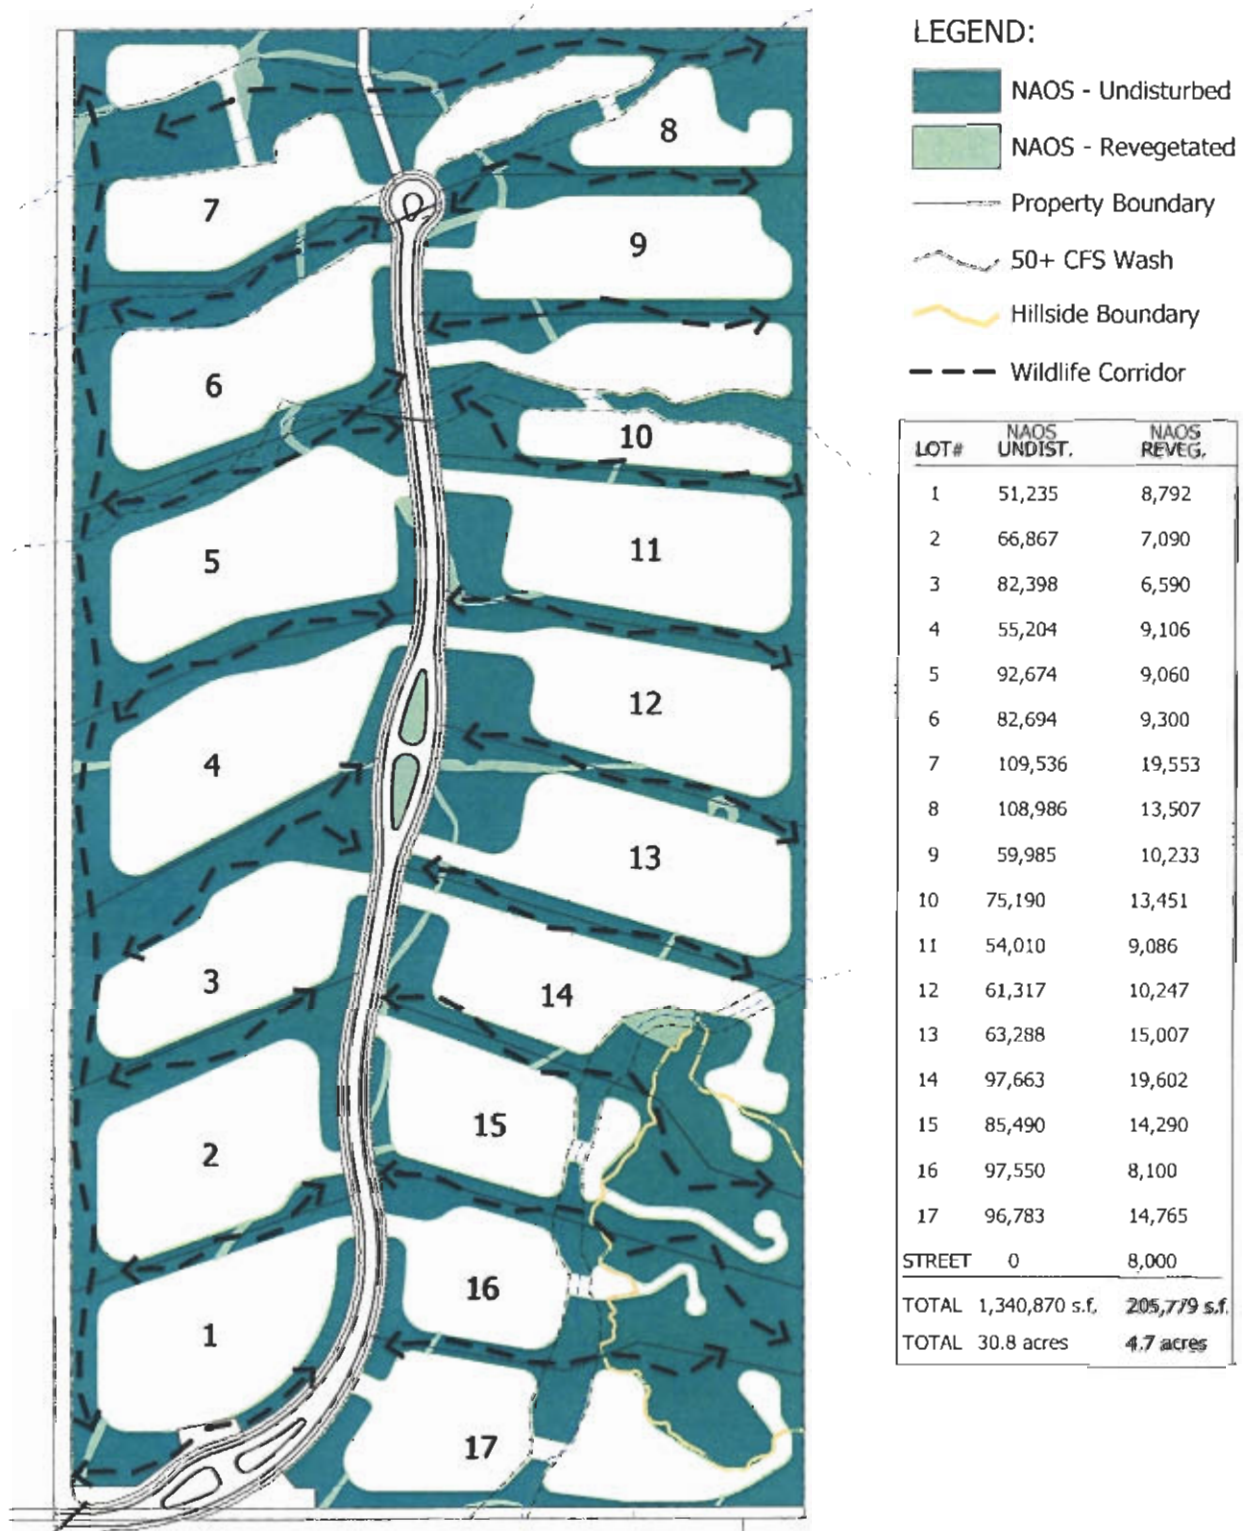 LEGEND:
NAOS - Undisturbed
NAOS - Revegetated
Property Boundary
50+ CFS Wash
Hillside Boundary
Wildlife Corridor
LOT# NAOS UNDIST. NAOS REVEG.
1 51,235 8,792
2 66,867 7,090
3 82,398 6,590
4 55,204 9,106
5 92,674 9,060
6 82,694 9,300
7 109,536 19,553
8 108,986 13,507
9 59,985 10,233
10 75,190 13,451
11 54,010 9,086
12 61,317 10,247
13 63,288 15,007
14 97,663 19,602
15 85,490 14,290
16 97,550 8,100
17 96,783 14,765
STREET 0 8,000
TOTAL 1,340,870 s.f. 205,779 s.f.
TOTAL 30.8 acres 4.7 acres
8
7
9
6
10
5
11
12
4
13
3
14
15
2
16
1
17